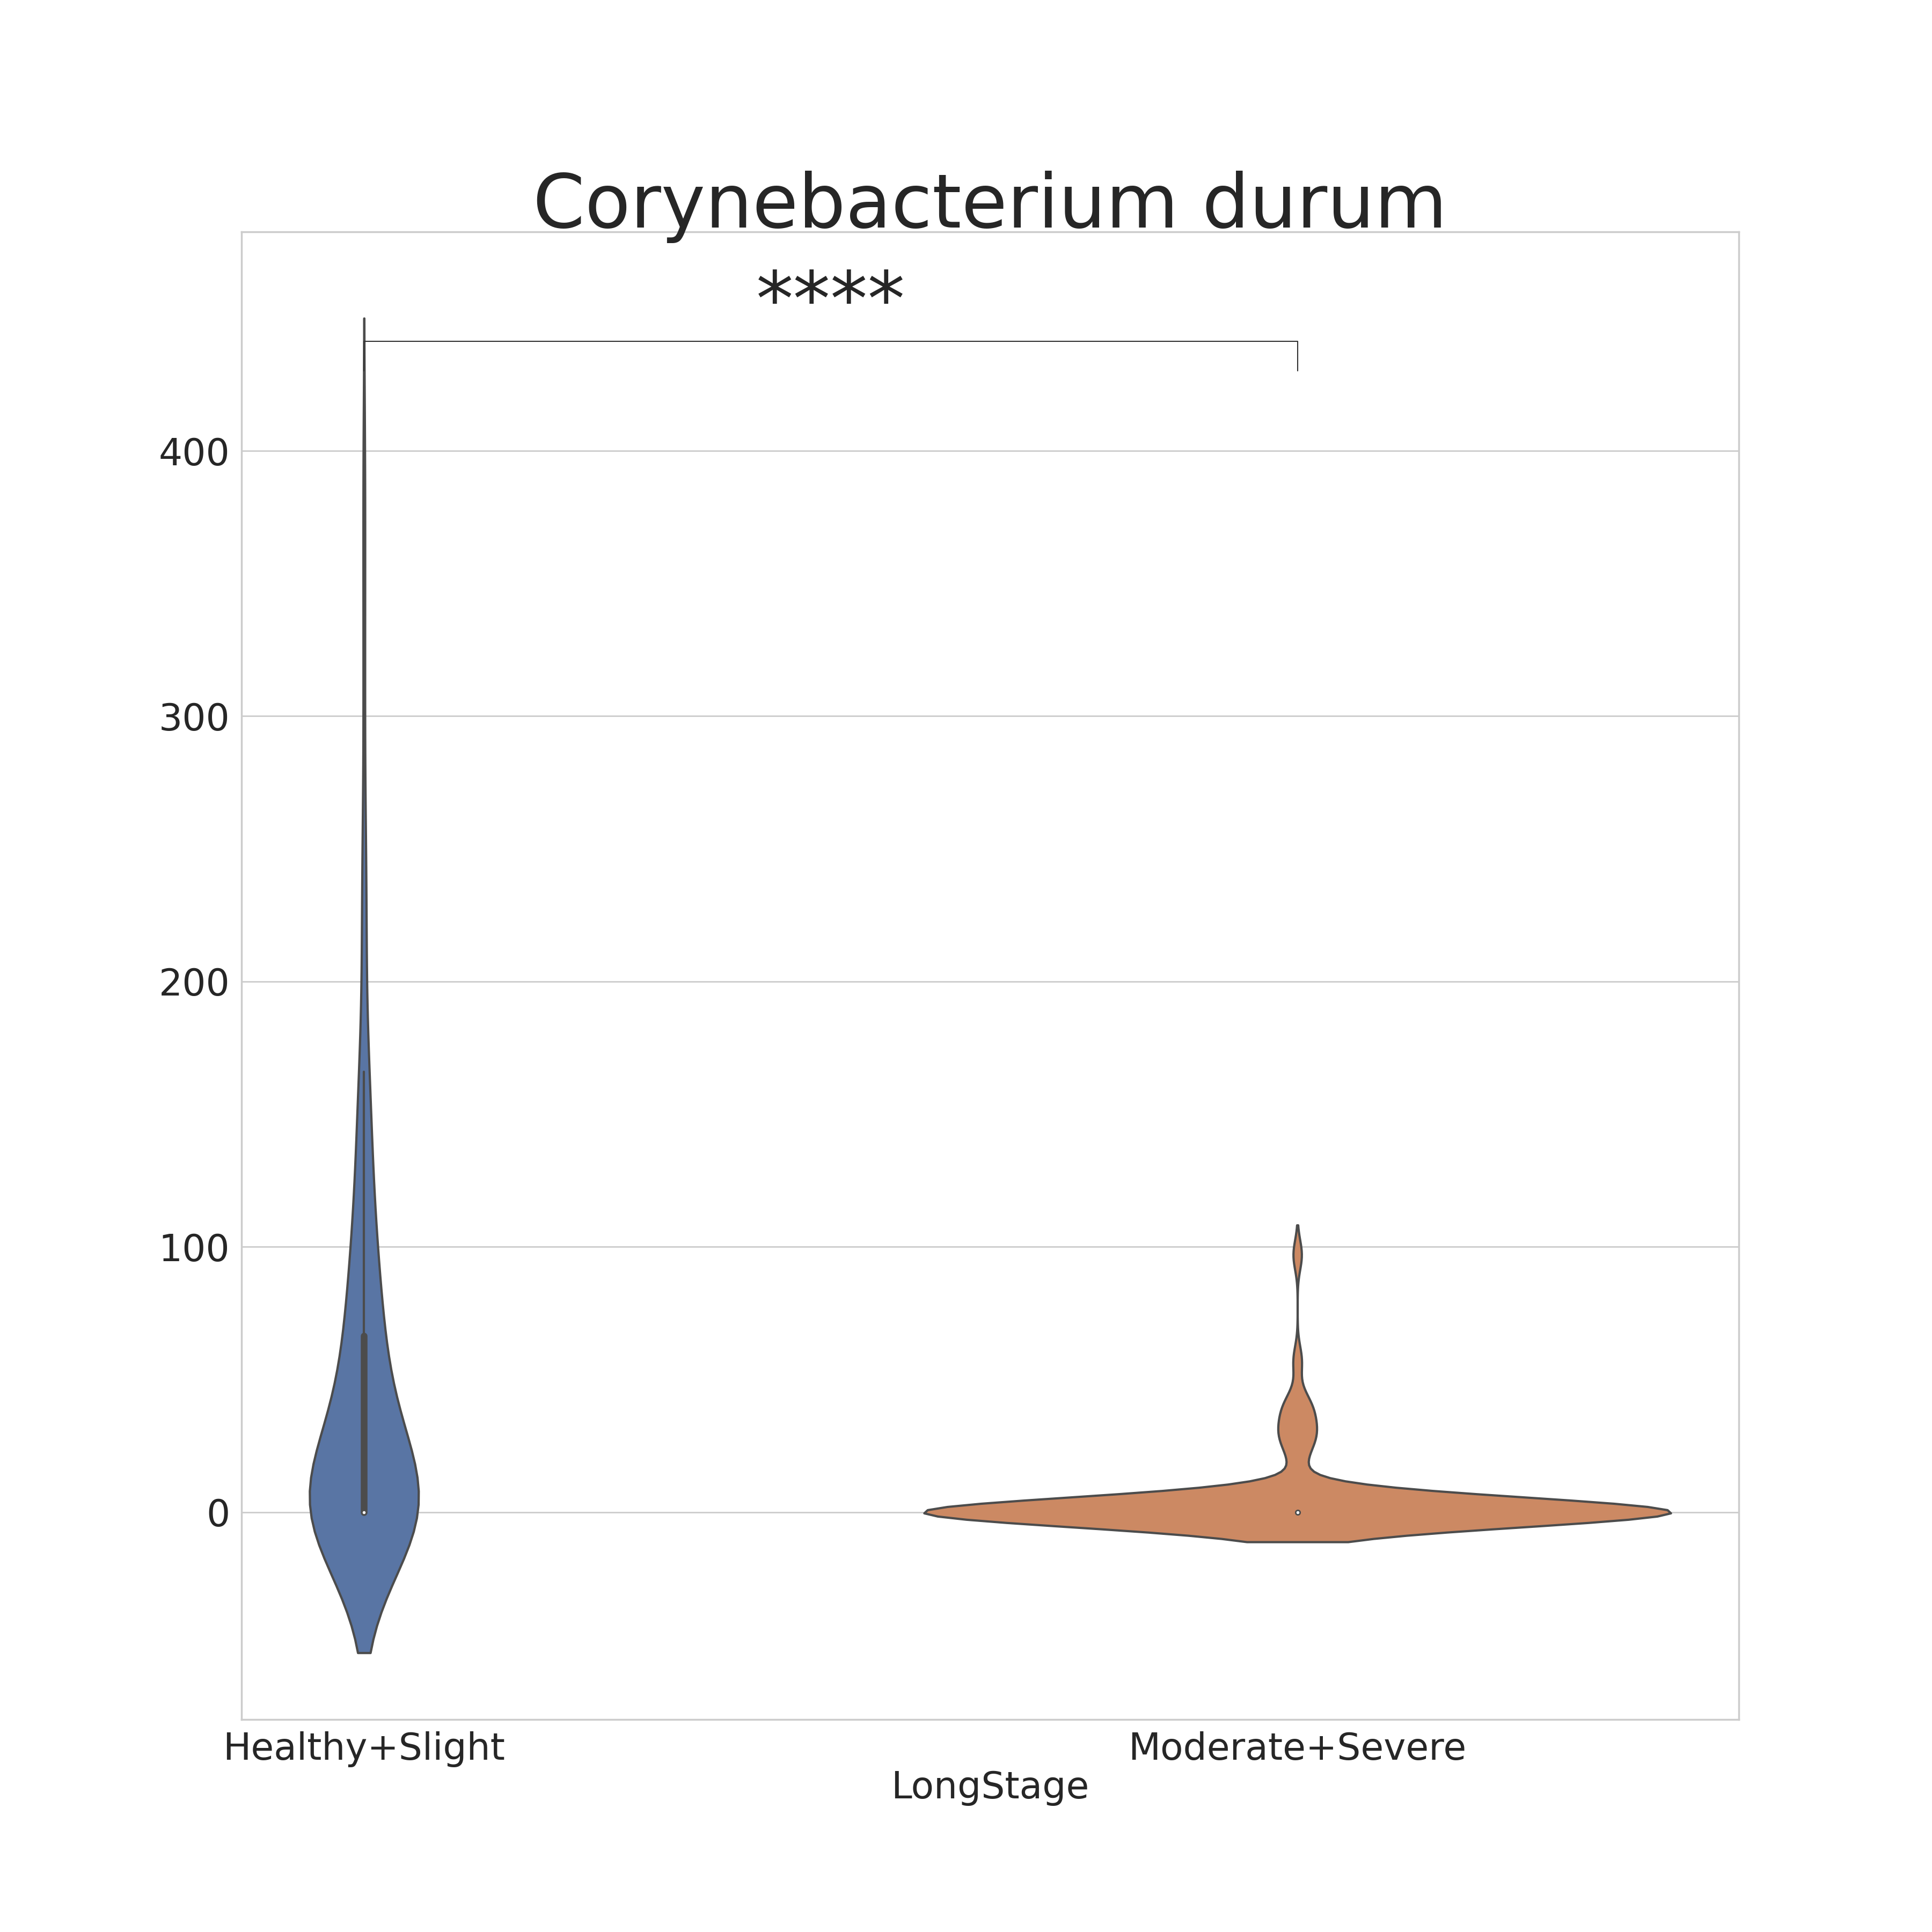 Corynebacterium durum
****
400
300
200
100
0
Healthy+Slight Moderate+Severe
LongStage